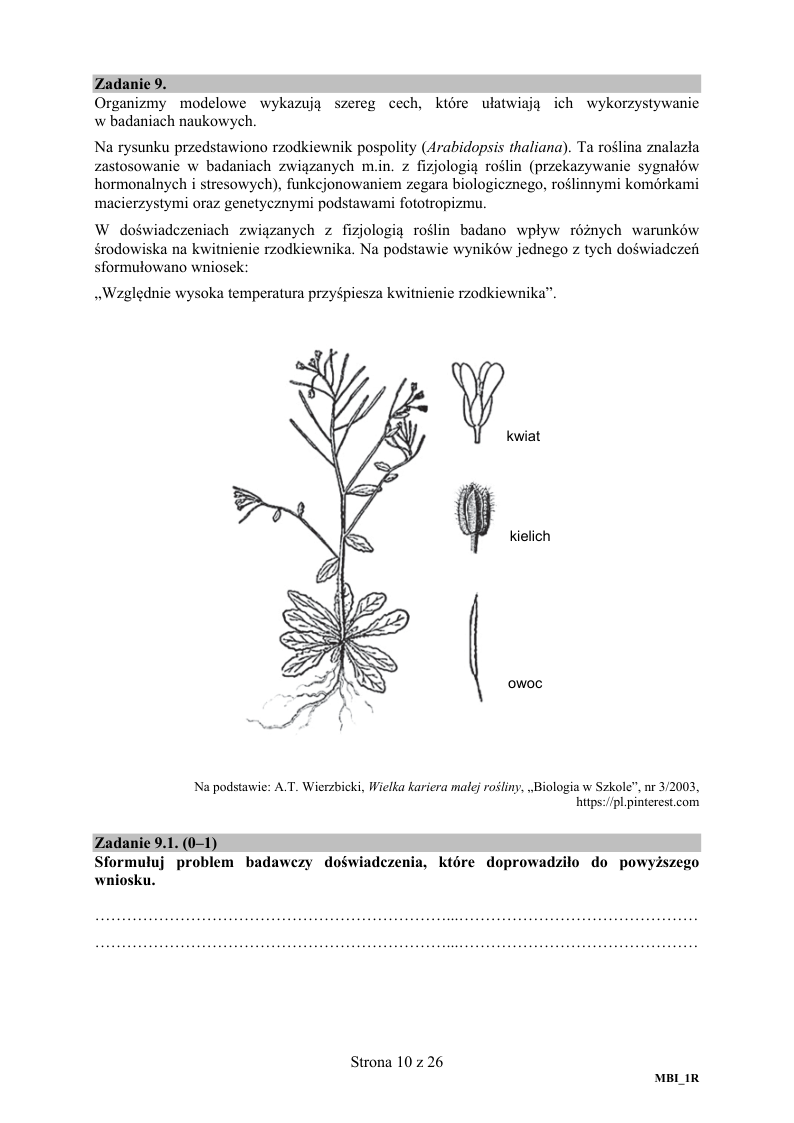 Zadanie 9.
Organizmy modelowe wykazują szereg cech, które ułatwiają ich wykorzystywanie
w badaniach naukowych.
Na rysunku przedstawiono rzodkiewnik pospolity (Arabidopsis thaliana). Ta roślina znalazła
zastosowanie w badaniach związanych m.in. z fizjologią roślin (przekazywanie sygnałów
hormonalnych i stresowych), funkcjonowaniem zegara biologicznego, roślinnymi komórkami
macierzystymi oraz genetycznymi podstawami fototropizmu.
W doświadczeniach związanych z fizjologią roślin badano wpływ różnych warunków
środowiska na kwitnienie rzodkiewnika. Na podstawie wyników jednego z tych doświadczeń
sformułowano wniosek:
„Względnie wysoka temperatura przyśpiesza kwitnienie rzodkiewnika”.
kwiat
kielich
owoc
Na podstawie: A.T. Wierzbicki, Wielka kariera małej rośliny, „Biologia w Szkole”, nr 3/2003,
https://pl.pinterest.com
Zadanie 9.1. (0–1)
Sformułuj problem badawczy doświadczenia, które doprowadziło do powyższego
wniosku.
Strona 10 z 26
MBI_1R